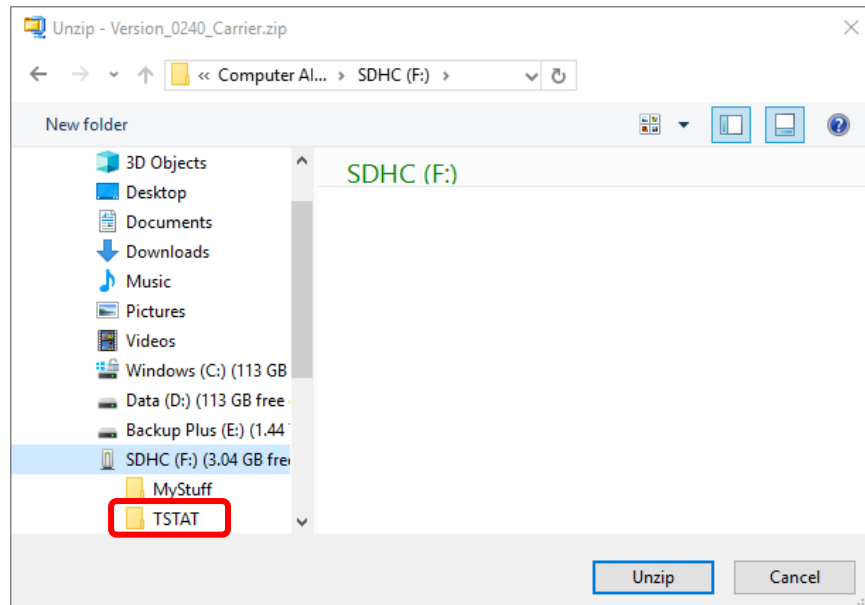 Unzip - Version_0240_Carrier.zip
« Computer Al... › SDHC (F:) ›
New folder
3D Objects
SDHC (F:)
Desktop
Documents
Downloads
Music
Pictures
Videos
Windows (C:) (113 GB
Data (D:) (113 GB free
Backup Plus (E:) (1.44
SDHC (F:) (3.04 GB fre
MyStuff
TSTAT
Unzip Cancel